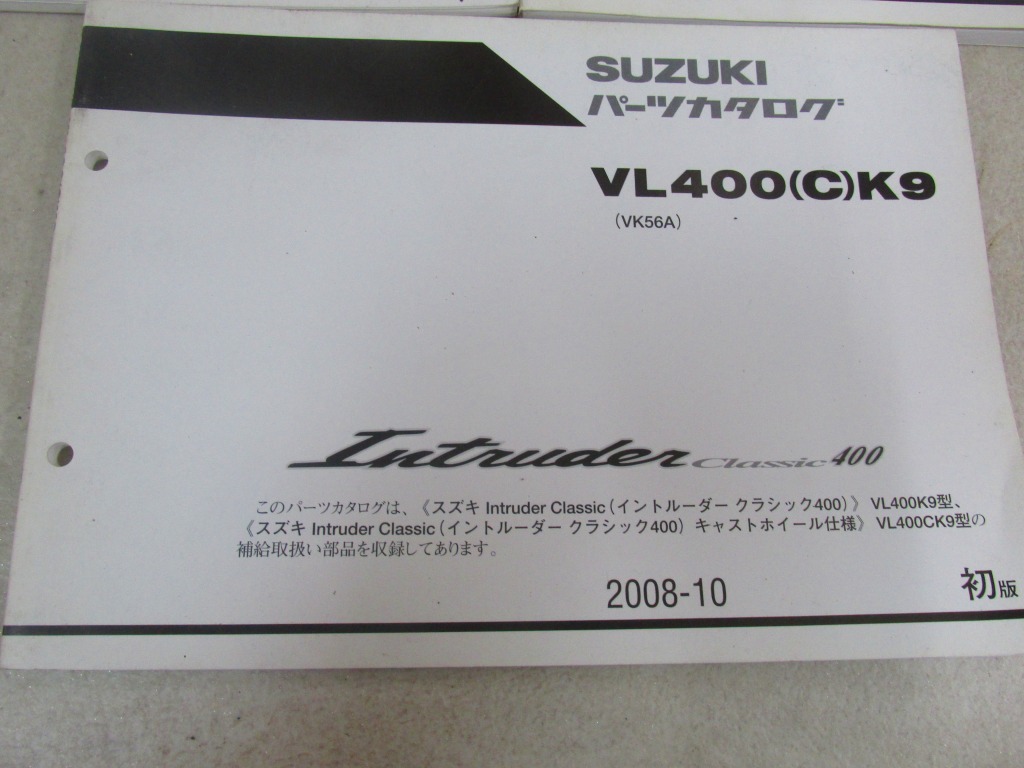 SUZUKI
パーツカタログ
VL400(C)K9
(VK56A)
Intruder Classic 400
このパーツカタログは、《スズキ Intruder Classic（イントルーダー クラシック400）》 VL400K9型、
《スズキ Intruder Classic（イントルーダー クラシック400） キャストホイール仕様》 VL400CK9型の
補給取扱い部品を収録してあります。
2008-10
初版